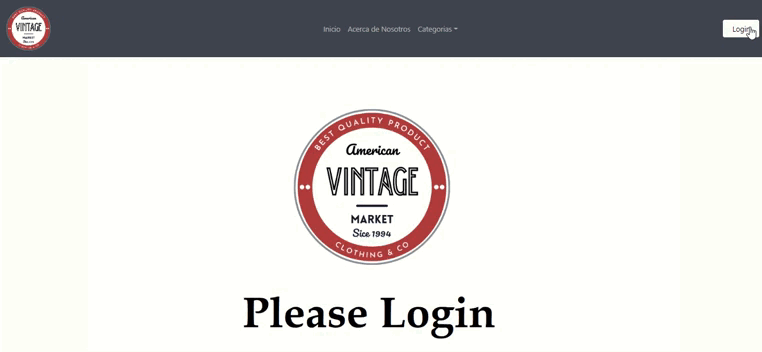 American
VINTAGE
MARKET
Inicio Acerca de Nosotros Categorias
Login
BEST QUALITY PRODUCT
American
VINTAGE
MARKET
Sice 1994
CLOTHING & CO
Please Login